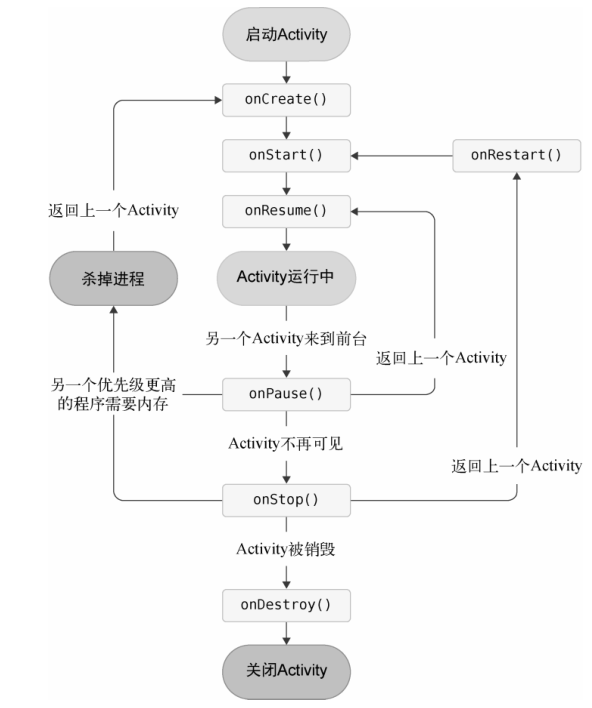 启动Activity
onCreate()
onStart()
onRestart()
返回上一个Activity
onResume()
杀掉进程
Activity运行中
另一个Activity来到前台
返回上一个Activity
另一个优先级更高
的程序需要内存
onPause()
Activity不再可见
返回上一个Activity
onStop()
Activity被销毁
onDestroy()
关闭Activity